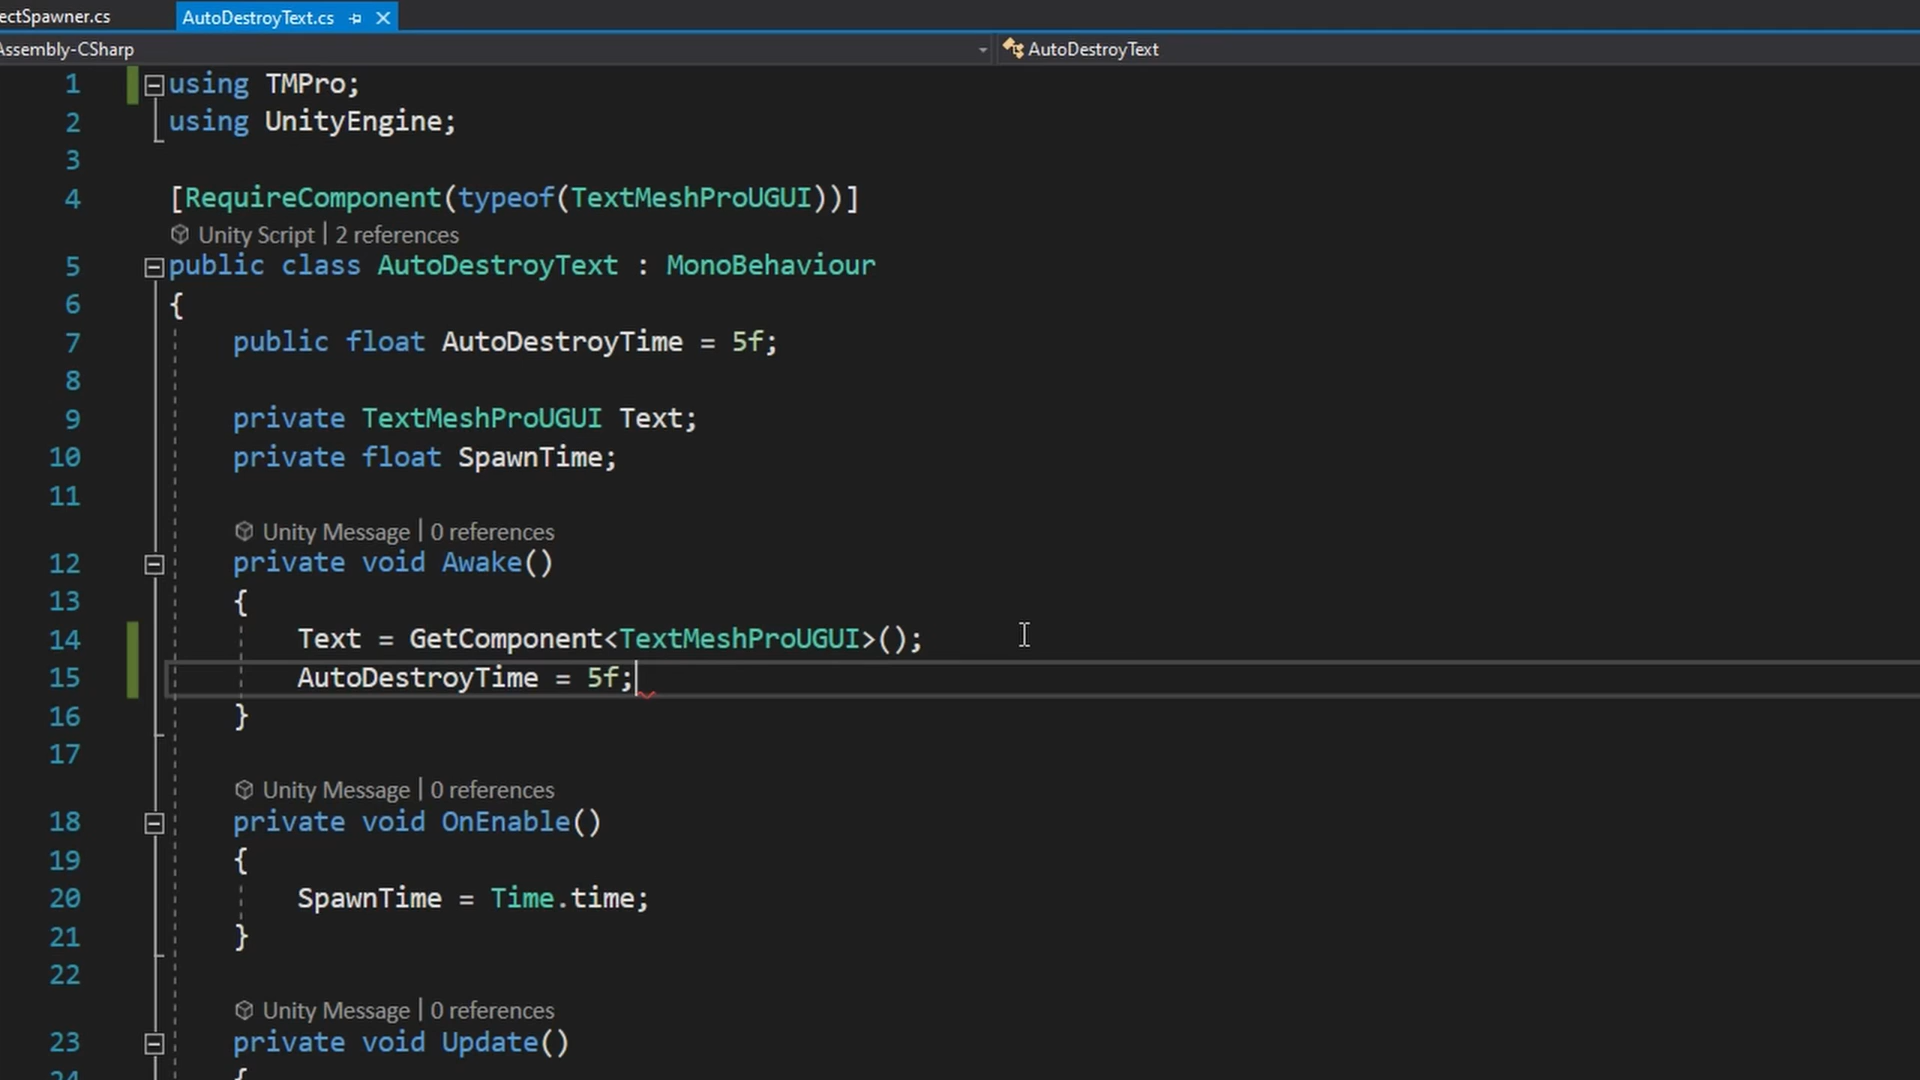 ectSpawner.cs
AutoDestroyText.cs
Assembly-CSharp
AutoDestroyText
1 using TMPro;
2 using UnityEngine;
3
4 [RequireComponent(typeof(TextMeshProUGUI))]
Unity Script | 2 references
5 public class AutoDestroyText : MonoBehaviour
6 {
7 public float AutoDestroyTime = 5f;
8
9 private TextMeshProUGUI Text;
10 private float SpawnTime;
11
Unity Message | 0 references
12 private void Awake()
13 {
14 Text = GetComponent<TextMeshProUGUI>();
15 AutoDestroyTime = 5f;
16 }
17
Unity Message | 0 references
18 private void OnEnable()
19 {
20 SpawnTime = Time.time;
21 }
22
Unity Message | 0 references
23 private void Update()
24 {